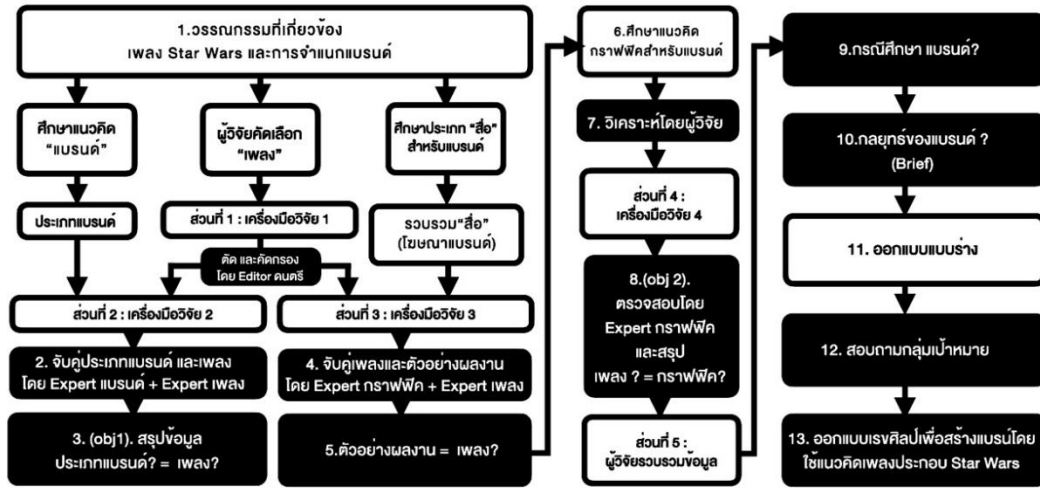 1.วรรณกรรมที่เกี่ยวข้อง
เพลง Star Wars และการจำแนกแบรนด์
ศึกษาแนวคิด
“แบรนด์”
ผู้วิจัยคัดเลือก
“เพลง”
ศึกษาประเภท “สื่อ”
สำหรับแบรนด์
ประเภทแบรนด์
ส่วนที่ 1 : เครื่องมือวิจัย 1
รวบรวม“สื่อ”
(โฆษณาแบรนด์)
ตัด และคัดกรอง
โดย Editor ดนตรี
ส่วนที่ 2 : เครื่องมือวิจัย 2
ส่วนที่ 3 : เครื่องมือวิจัย 3
2. จับคู่ประเภทแบรนด์ และเพลง
โดย Expert แบรนด์ + Expert เพลง
4. จับคู่เพลงและตัวอย่างผลงาน
โดย Expert กราฟฟิค + Expert เพลง
3. (obj1). สรุปข้อมูล
ประเภทแบรนด์? = เพลง?
5.ตัวอย่างผลงาน = เพลง?
6.ศึกษาแนวคิด
กราฟฟิคสำหรับแบรนด์
7. วิเคราะห์โดยผู้วิจัย
ส่วนที่ 4 :
เครื่องมือวิจัย 4
8.(obj 2).
ตรวจสอบโดย
Expert กราฟฟิค
และสรุป
เพลง ? = กราฟฟิค?
ส่วนที่ 5 :
ผู้วิจัยรวบรวมข้อมูล
9.กรณีศึกษา แบรนด์?
10.กลยุทธ์ของแบรนด์ ?
(Brief)
11. ออกแบบแบบร่าง
12. สอบถามกลุ่มเป้าหมาย
13. ออกแบบเรขศิลป์เพื่อสร้างแบรนด์โดย
ใช้แนวคิดเพลงประกอบ Star Wars